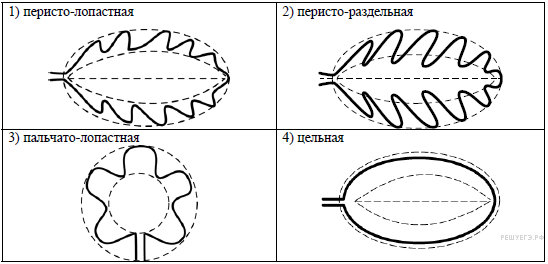 1) перисто-лопастная
2) перисто-раздельная
3) пальчато-лопастная
4) цельная
РЕШУЕГЭ.РФ